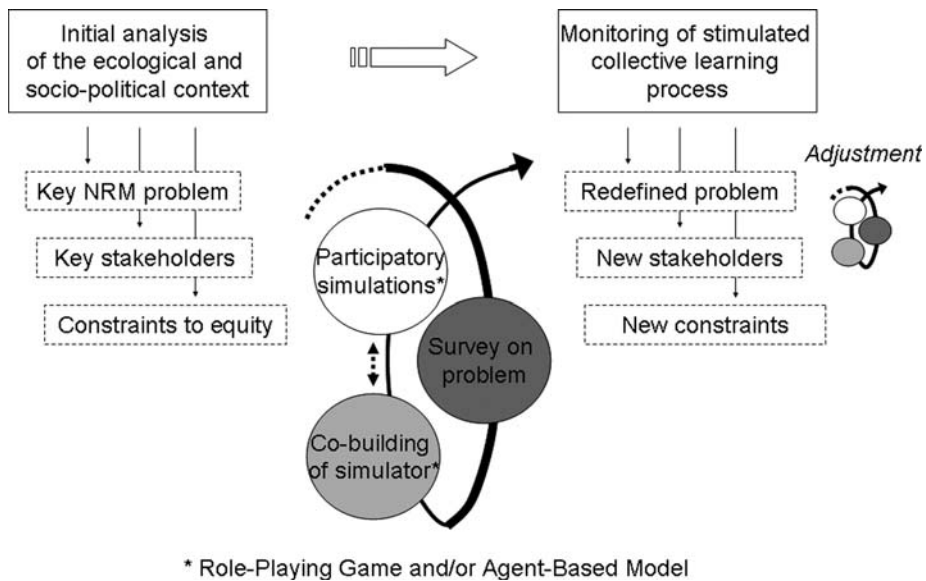 Initial analysis
of the ecological and
socio-political context
Key NRM problem
Key stakeholders
Constraints to equity
Participatory
simulations*
Survey on
problem
Co-building
of simulator*
Monitoring of stimulated
collective learning
process
Redefined problem
New stakeholders
New constraints
Adjustment
* Role-Playing Game and/or Agent-Based Model